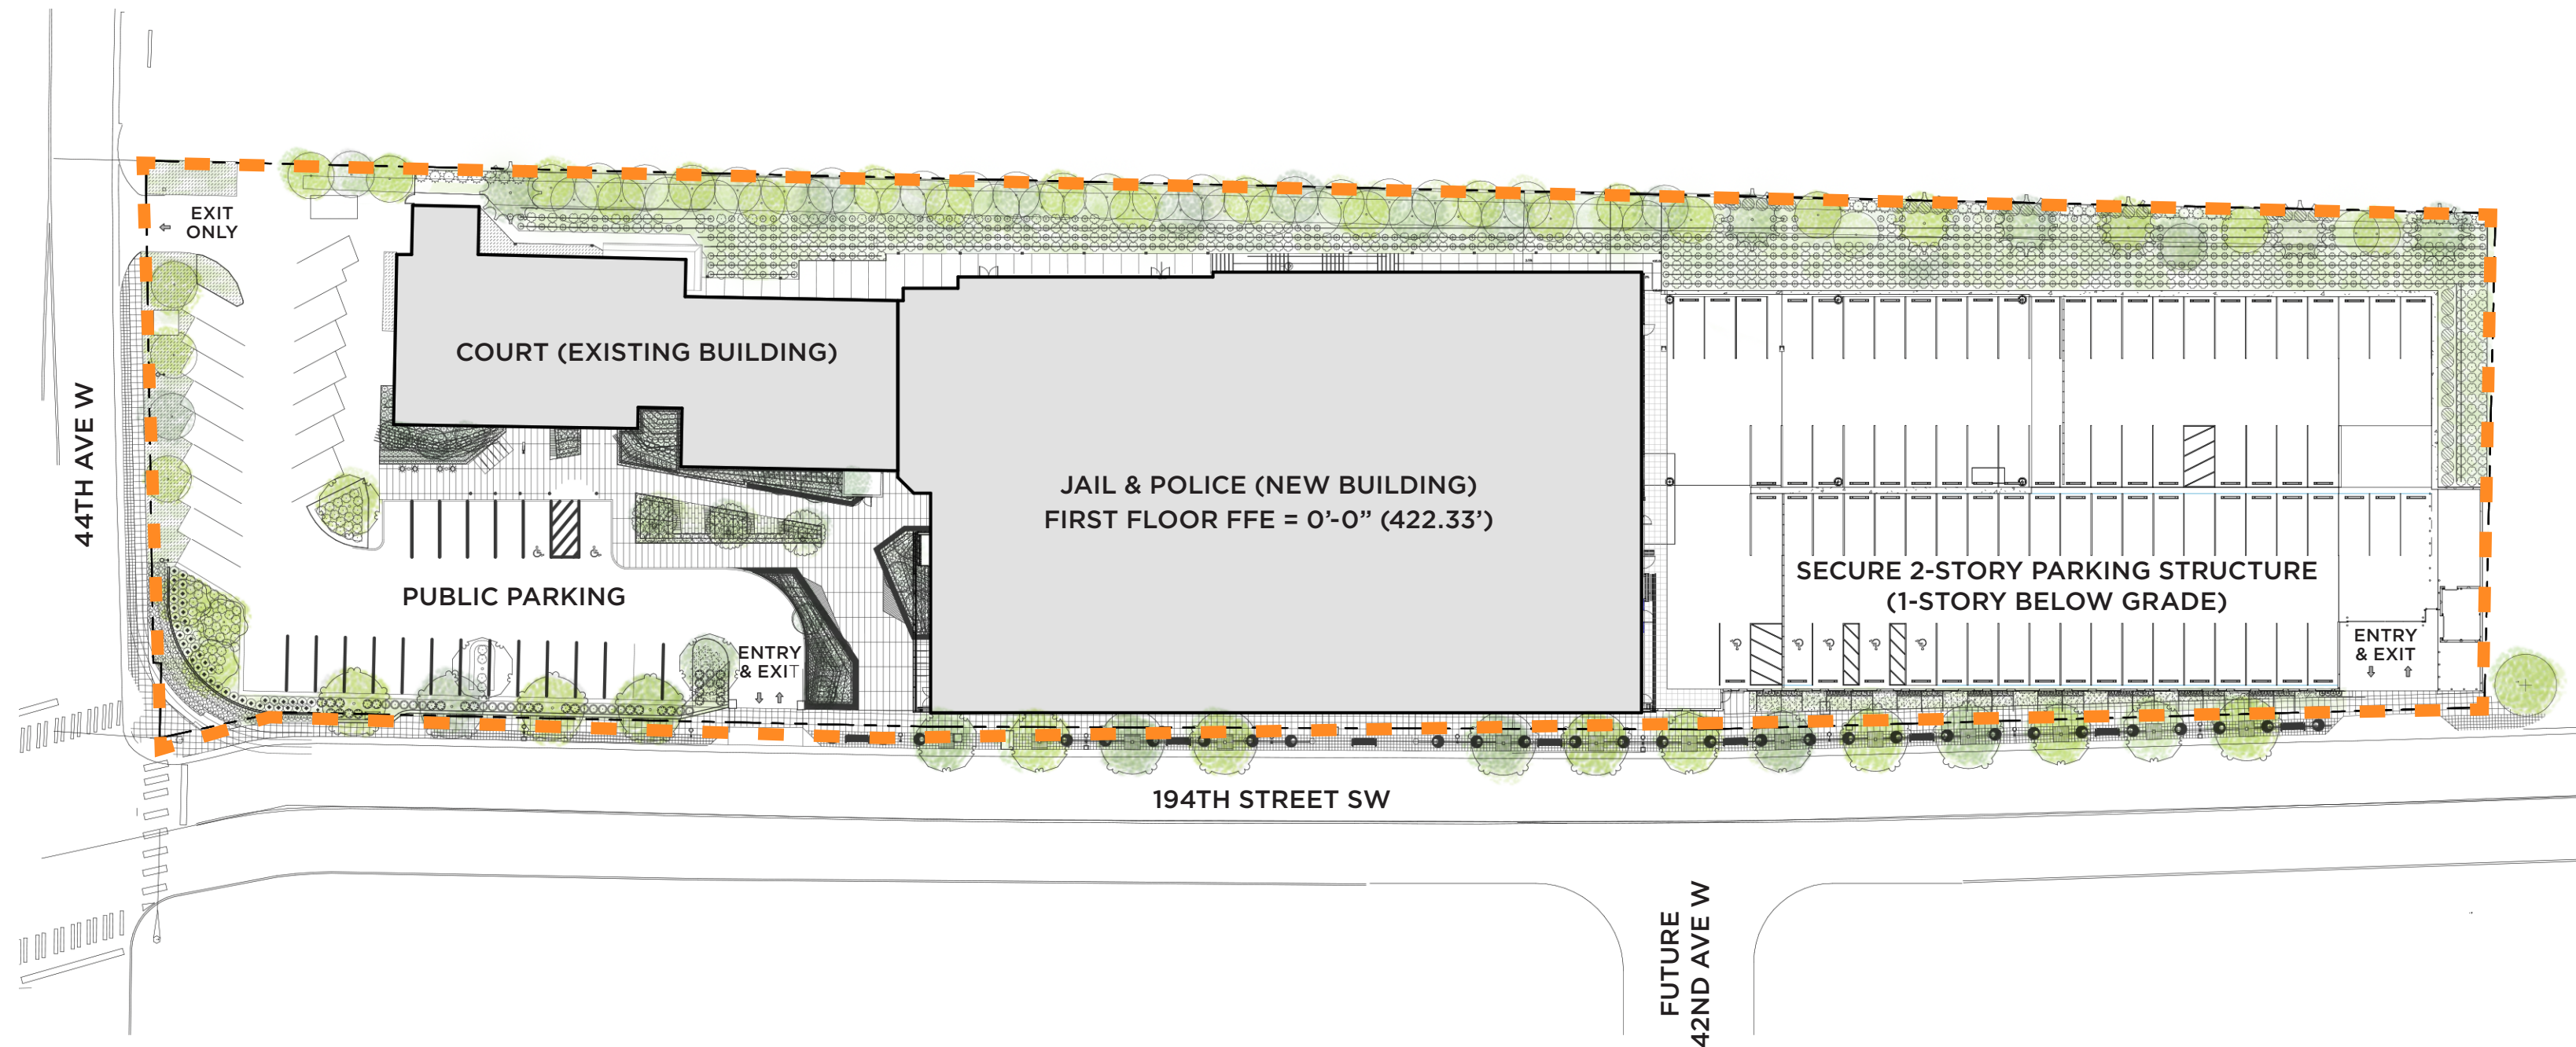 EXIT
ONLY
COURT (EXISTING BUILDING)
44TH AVE W
JAIL & POLICE (NEW BUILDING)
FIRST FLOOR FFE = 0'-0” (422.33')
PUBLIC PARKING
SECURE 2-STORY PARKING STRUCTURE
(1-STORY BELOW GRADE)
ENTRY
& EXIT
ENTRY
& EXIT
194TH STREET SW
FUTURE
42ND AVE W